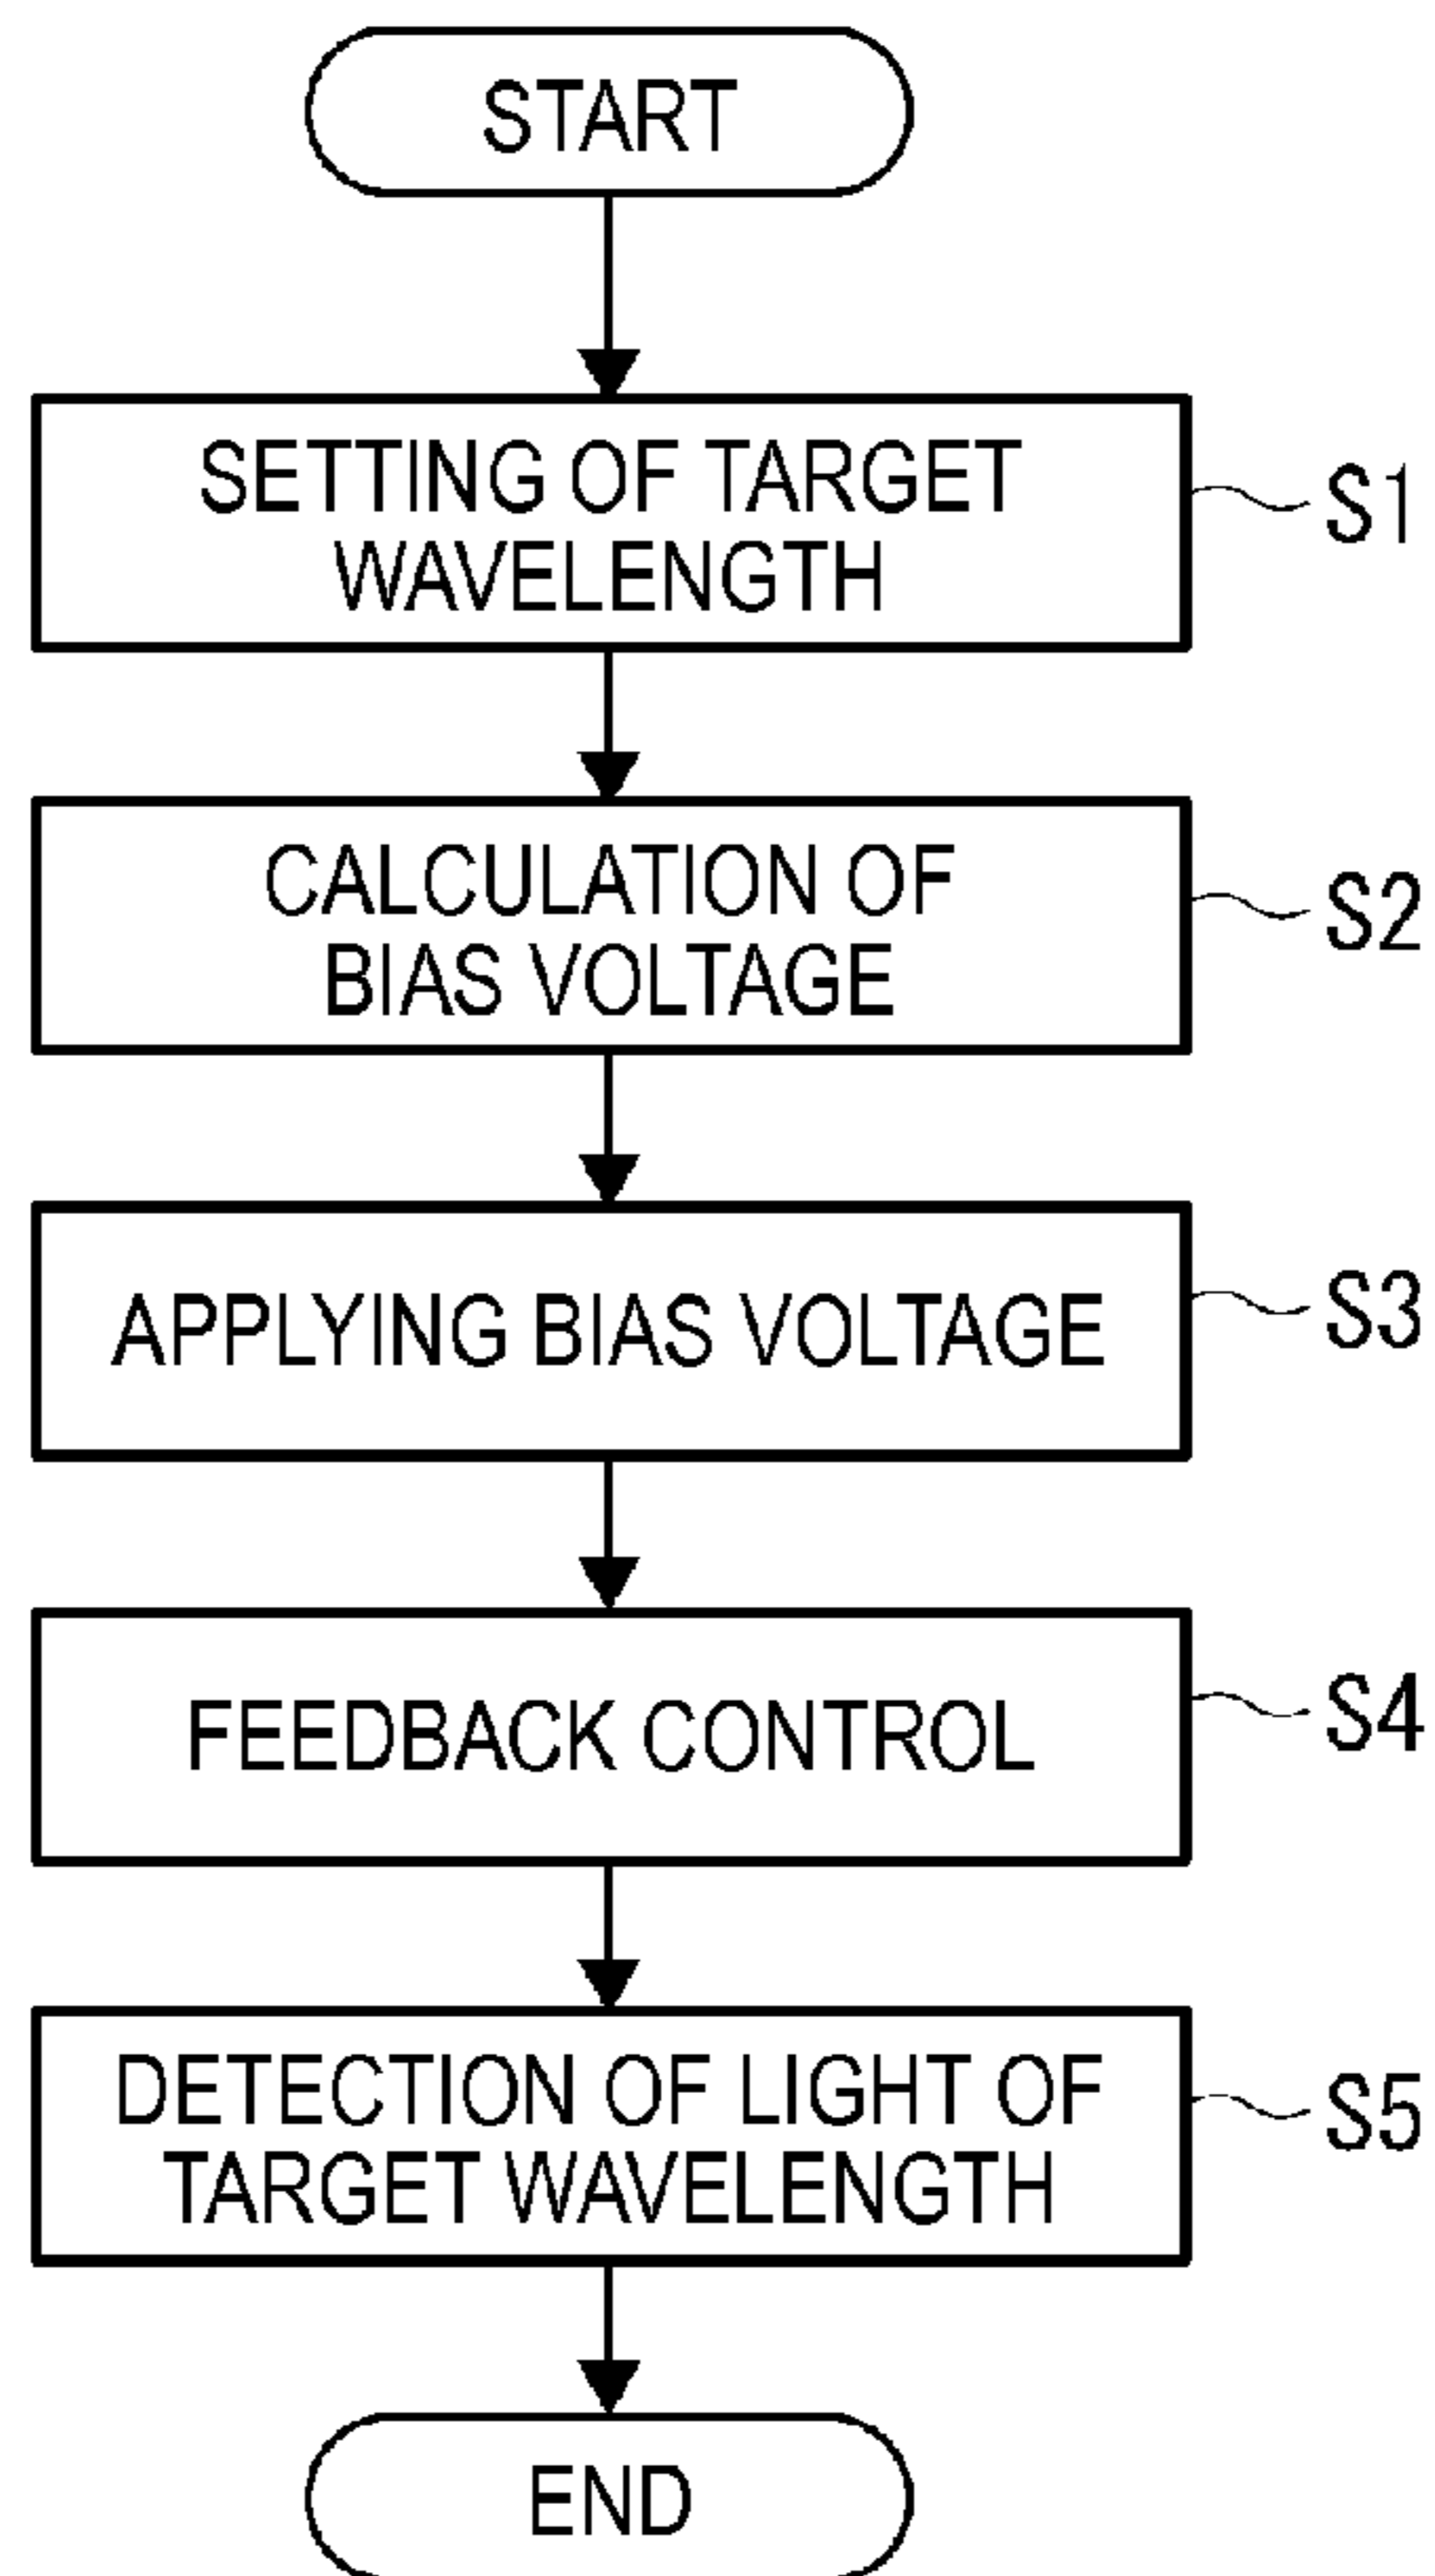 START
SETTING OF TARGET
WAVELENGTH
S1
CALCULATION OF
BIAS VOLTAGE
S2
APPLYING BIAS VOLTAGE
S3
FEEDBACK CONTROL
S4
DETECTION OF LIGHT OF
TARGET WAVELENGTH
S5
END